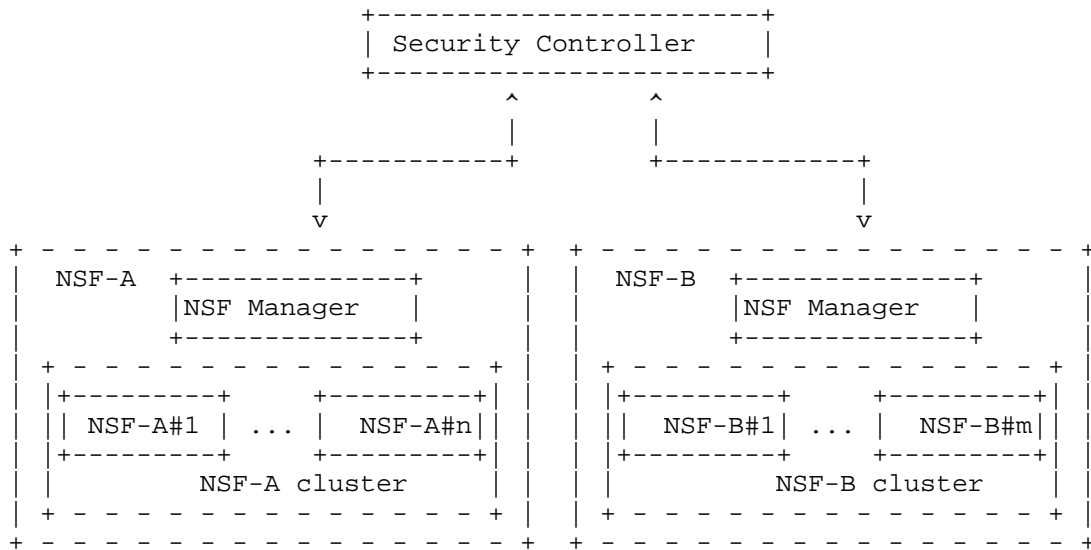 Security Controller
NSF-A NSF-B
NSF Manager NSF Manager
NSF-A#1 ... NSF-A#n NSF-B#1 ... NSF-B#m
NSF-A cluster NSF-B cluster